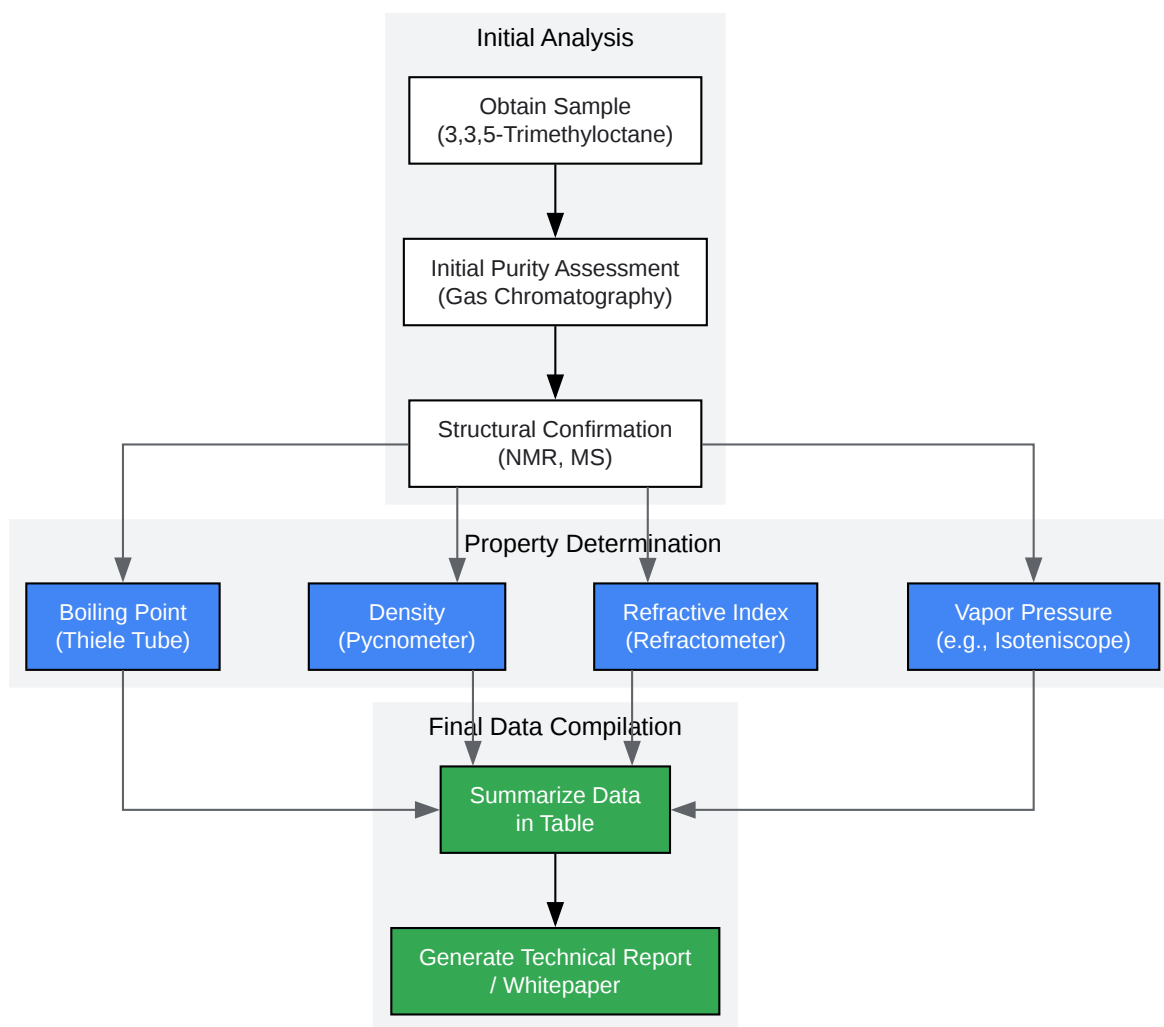 Initial Analysis
Obtain Sample
(3,3,5-Trimethyloctane)
Initial Purity Assessment
(Gas Chromatography)
Structural Confirmation
(NMR, MS)
Property Determination
Boiling Point
(Thiele Tube)
Density
(Pycnometer)
Refractive Index
(Refractometer)
Vapor Pressure
(e.g., Isoteniscope)
Final Data Compilation
Summarize Data
in Table
Generate Technical Report
/ Whitepaper